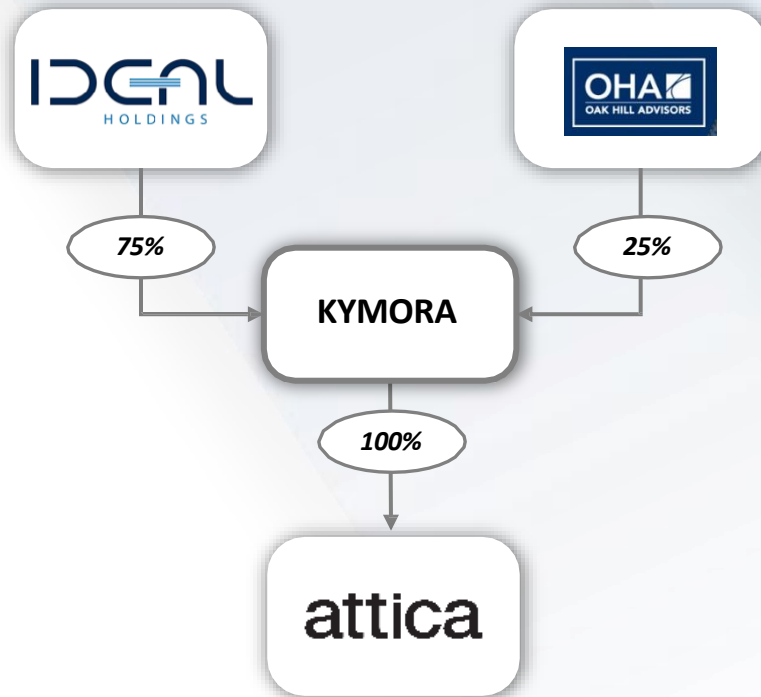 IDEAL
HOLDINGS
OHA
OAK HILL ADVISORS
75%
25%
KYMORA
100%
attica